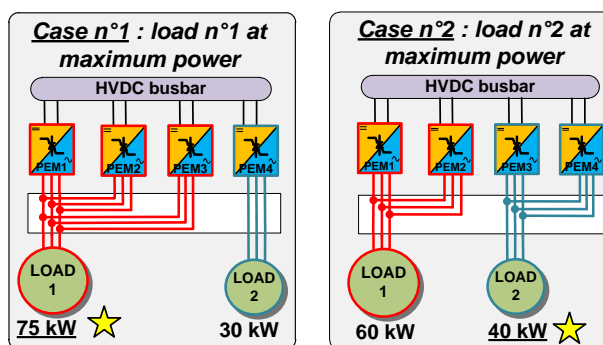 Case n°1 : load n°1 at
maximum power
HVDC busbar
PEM1
PEM2
PEM3
PEM4
LOAD
1
LOAD
2
75 kW
30 kW
Case n°2 : load n°2 at
maximum power
HVDC busbar
PEM1
PEM2
PEM3
PEM4
LOAD
1
LOAD
2
60 kW
40 kW